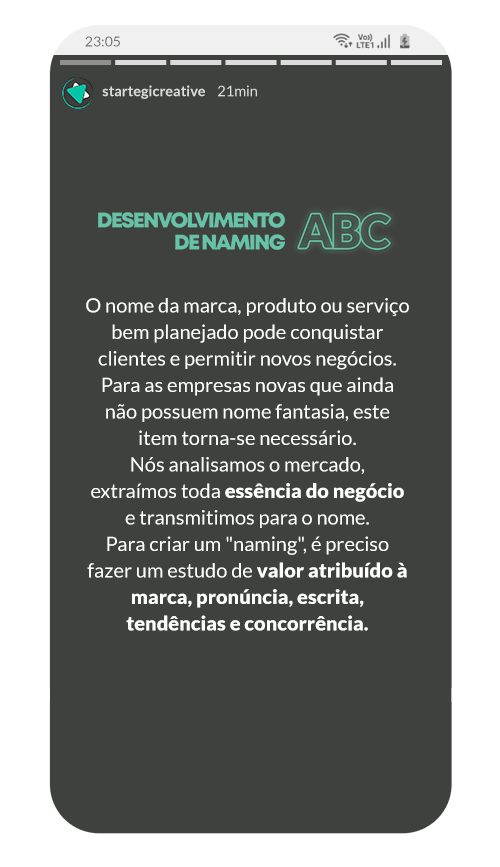 23:05
Vo))
LTE1
startegicreative 21min
DESENVOLVIMENTO
DE NAMING ABC
O nome da marca, produto ou serviço
bem planejado pode conquistar
clientes e permitir novos negócios.
Para as empresas novas que ainda
não possuem nome fantasia, este
item torna-se necessário.
Nós analisamos o mercado,
extraímos toda essência do negócio
e transmitimos para o nome.
Para criar um "naming", é preciso
fazer um estudo de valor atribuído à
marca, pronúncia, escrita,
tendências e concorrência.